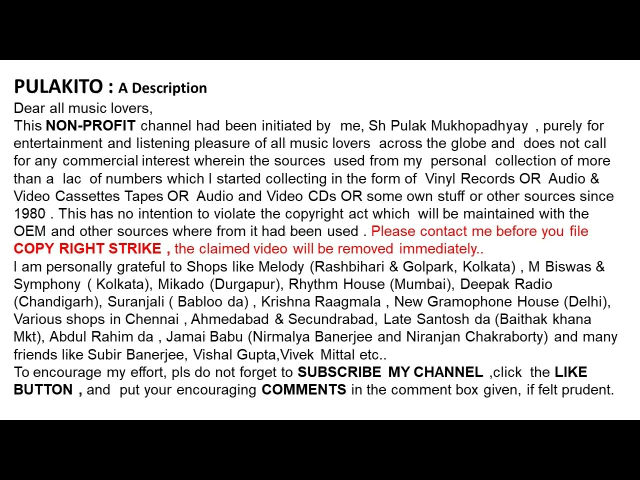 PULAKITO : A Description
Dear all music lovers,
This NON-PROFIT channel had been initiated by me, Sh Pulak Mukhopadhyay , purely for
entertainment and listening pleasure of all music lovers across the globe and does not call
for any commercial interest wherein the sources used from my personal collection of more
than a lac of numbers which I started collecting in the form of Vinyl Records OR Audio &
Video Cassettes Tapes OR Audio and Video CDs OR some own stuff or other sources since
1980 . This has no intention to violate the copyright act which will be maintained with the
OEM and other sources where from it had been used . Please contact me before you file
COPY RIGHT STRIKE , the claimed video will be removed immediately..
I am personally grateful to Shops like Melody (Rashbihari & Golpark, Kolkata) , M Biswas &
Symphony ( Kolkata), Mikado (Durgapur), Rhythm House (Mumbai), Deepak Radio
(Chandigarh), Suranjali ( Babloo da) , Krishna Raagmala , New Gramophone House (Delhi),
Various shops in Chennai , Ahmedabad & Secundrabad, Late Santosh da (Baithak khana
Mkt), Abdul Rahim da , Jamai Babu (Nirmalya Banerjee and Niranjan Chakraborty) and many
friends like Subir Banerjee, Vishal Gupta,Vivek Mittal etc..
To encourage my effort, pls do not forget to SUBSCRIBE MY CHANNEL ,click the LIKE
BUTTON , and put your encouraging COMMENTS in the comment box given, if felt prudent.